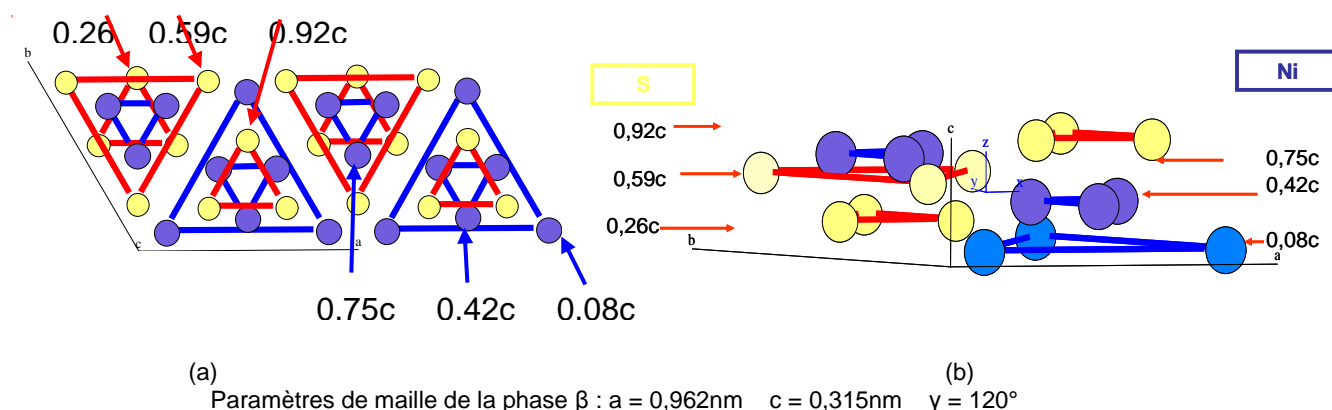 0.26 0.59c 0.92c
b
c
a
0.75c 0.42c 0.08c
S
Ni
0,92c
0,59c
0,26c
c
z
y
x
b
a
0,75c
0,42c
0,08c
(a) (b)
Paramètres de maille de la phase β : a = 0,962nm c = 0,315nm γ = 120°